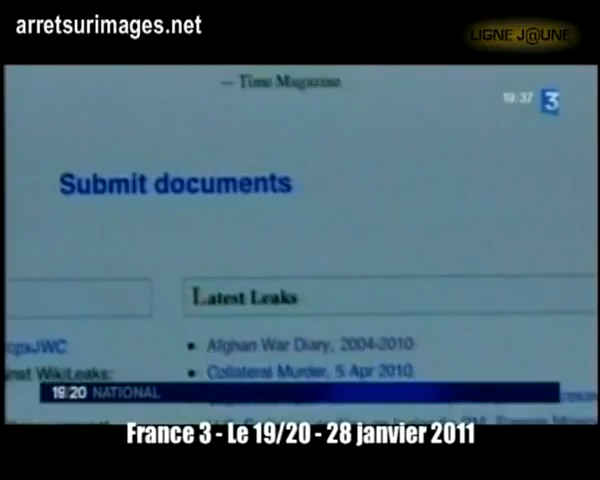 arretsurimages.net
LIGNE J@UNE
— Time Magazine
19:37 3
Submit documents
Latest Leaks
JWC
• Afghan War Diary, 2004-2010
WikiLeaks:
• Collateral Murder, 5 Apr 2010
19/20 NATIONAL
France 3 - Le 19/20 - 28 janvier 2011